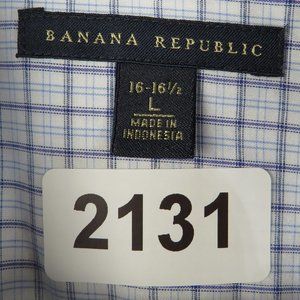 BANANA REPUBLIC
16-16½
L
MADE IN
INDONESIA
2131